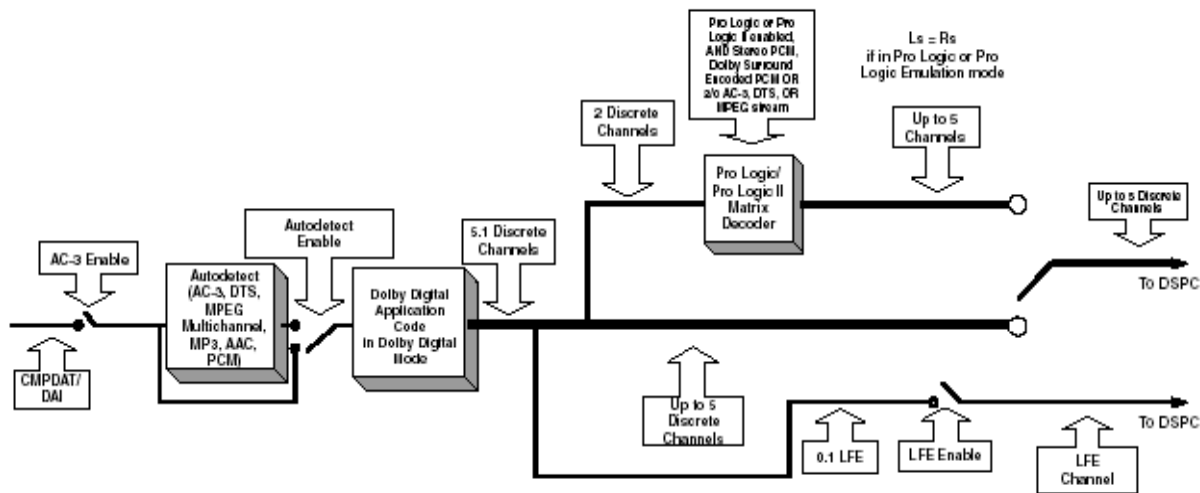 Pro Logic or Pro
Logic II enabled,
AND Stereo PCM,
Dolby Surround
Encoded PCM OR
2/0 AC-3, DTS, OR
MPEG stream
Ls = Rs
if in Pro Logic or Pro
Logic Emulation mode
2 Discrete
Channels
Up to 5
Channels
Pro Logic/
Pro Logic II
Matrix
Decoder
Up to 5 Discrete
Channels
Autodetect
Enable
5.1 Discrete
Channels
AC-3 Enable
Autodetect
(AC-3, DTS,
MPEG
Multichannel,
MP3, AAC,
PCM)
Dolby Digital
Application
Code
in Dolby Digital
Mode
To DSPC
CMPDAT/
DAI
Up to 5
Discrete
Channels
0.1 LFE
LFE Enable
LFE
Channel
To DSPC